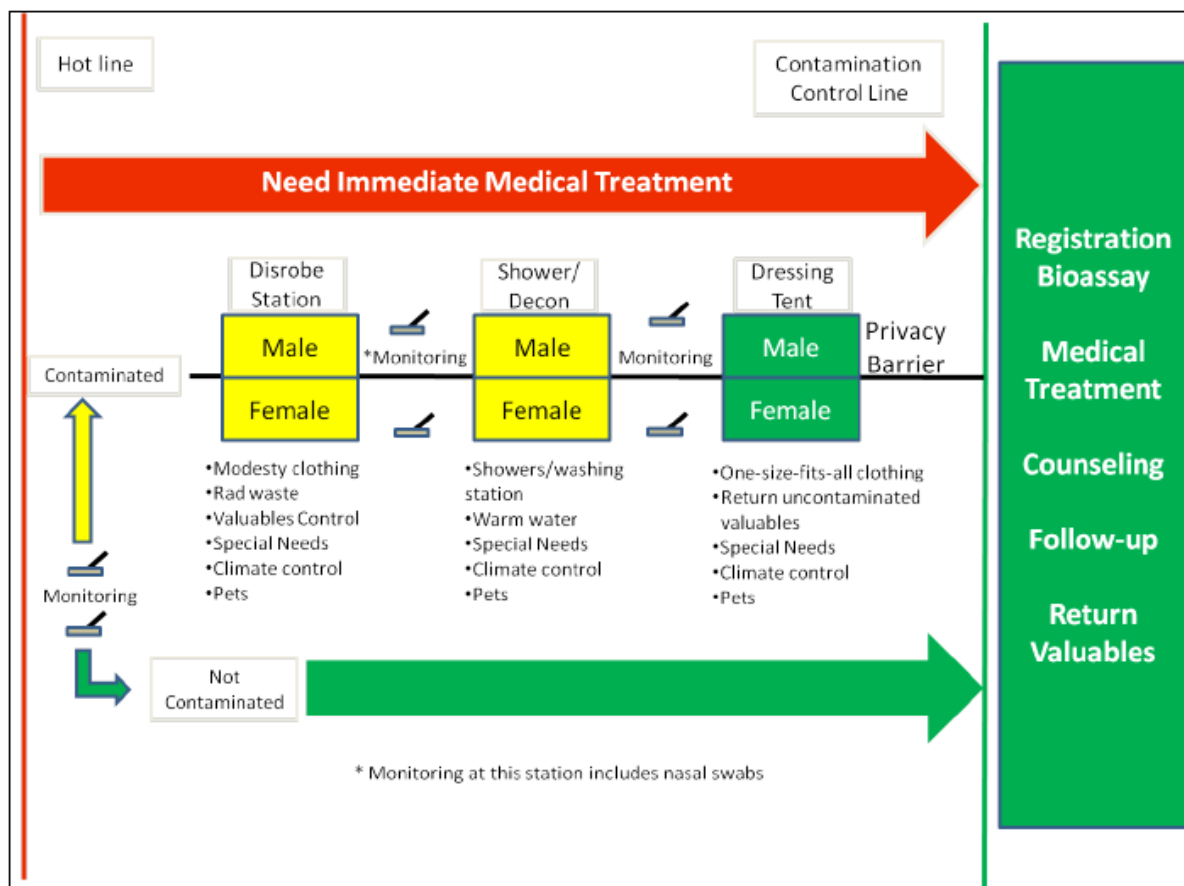 Hot line
Contamination
Control Line
Need Immediate Medical Treatment
Disrobe
Station
Shower/
Decon
Dressing
Tent
Male
*Monitoring
Male
Monitoring
Male
Privacy
Barrier
Contaminated
Female
Female
Female
•Modesty clothing
•Rad waste
•Valuables Control
•Special Needs
•Climate control
•Pets
•Showers/washing
station
•Warm water
•Special Needs
•Climate control
•Pets
•One-size-fits-all clothing
•Return uncontaminated
valuables
•Special Needs
•Climate control
•Pets
Monitoring
Not
Contaminated
* Monitoring at this station includes nasal swabs
Registration
Bioassay
Medical
Treatment
Counseling
Follow-up
Return
Valuables